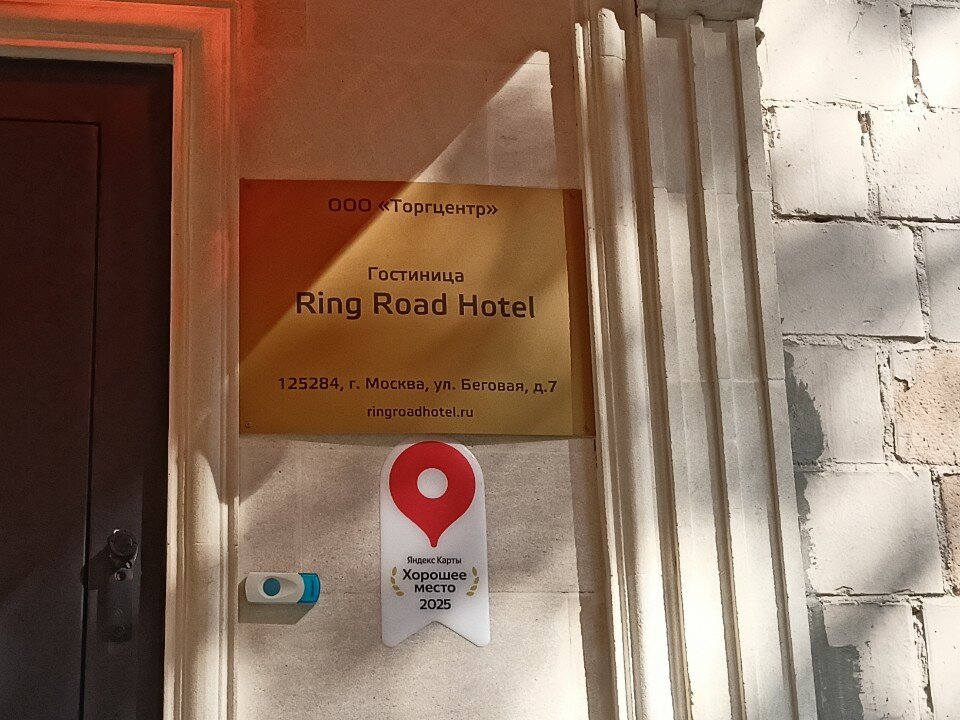 ООО «Торгцентр»
Гостиница
Ring Road Hotel
125284, г. Москва, ул. Беговая, д.7
ringroadhotel.ru
Яндекс Карты
Хорошее
место
2025